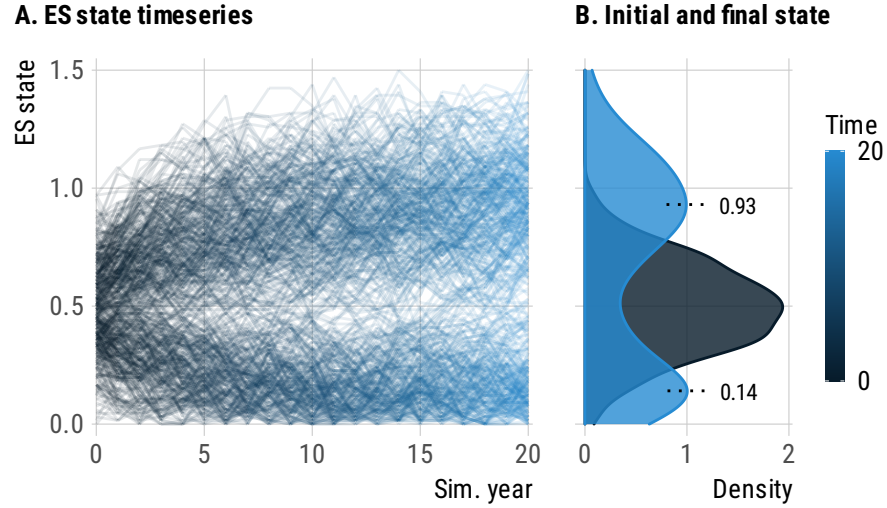 A. ES state timeseries
B. Initial and final state
ES state
1.5
1.0
0.5
0.0
0
5
10
15
20
Sim. year
0.93
0.14
0
1
2
Density
Time
20
0